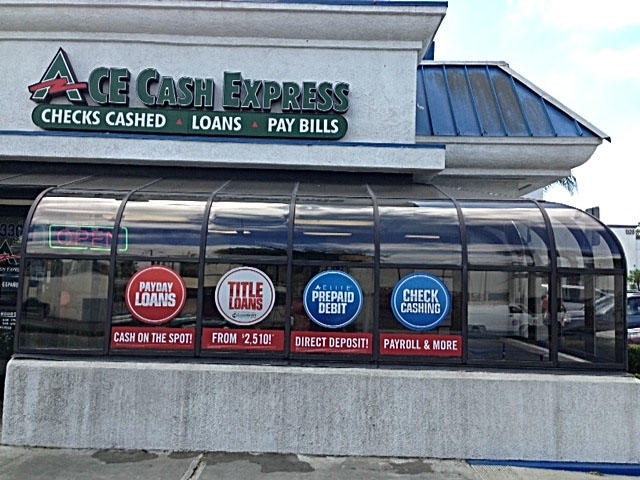 ACE CASH EXPRESS
CHECKS CASHED ▲ LOANS ▲ PAY BILLS
OPEN
PAYDAY
LOANS
CASH ON THE SPOT!
TITLE
LOANS
FROM $2,510!
ELITE
PREPAID
DEBIT
DIRECT DEPOSIT!
CHECK
CASHING
PAYROLL & MORE